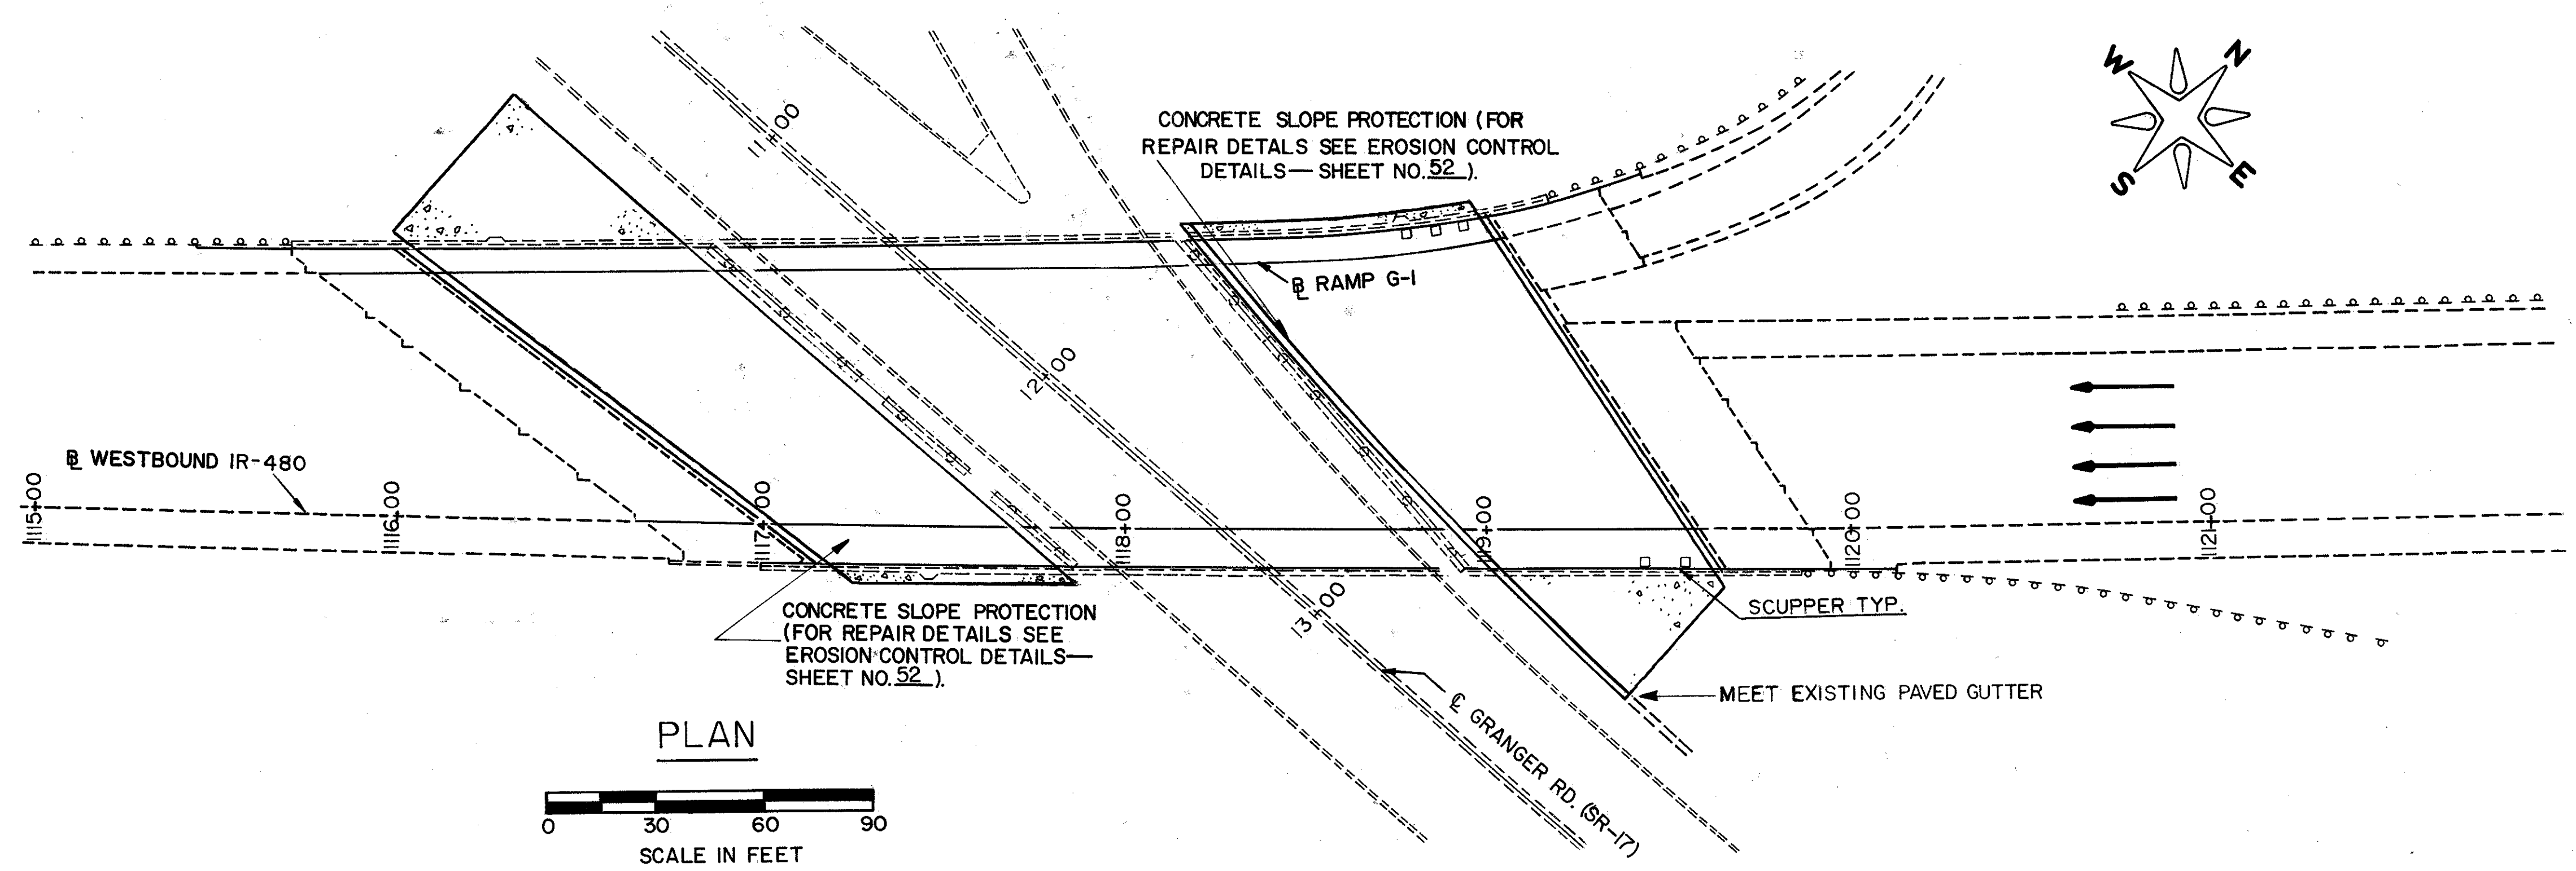 W
N
S
E
CONCRETE SLOPE PROTECTION (FOR
REPAIR DETALS SEE EROSION CONTROL
DETAILS— SHEET NO. 52 ).
11+00
℄ RAMP G-1
12+00
℄ WESTBOUND IR-480
115+00
116+00
117+00
118+00
119+00
120+00
121+00
CONCRETE SLOPE PROTECTION
(FOR REPAIR DETAILS SEE
EROSION CONTROL DETAILS—
SHEET NO. 52 ).
13+00
SCUPPER TYP.
MEET EXISTING PAVED GUTTER
℄ GRANGER RD. (SR-17)
PLAN
0 30 60 90
SCALE IN FEET